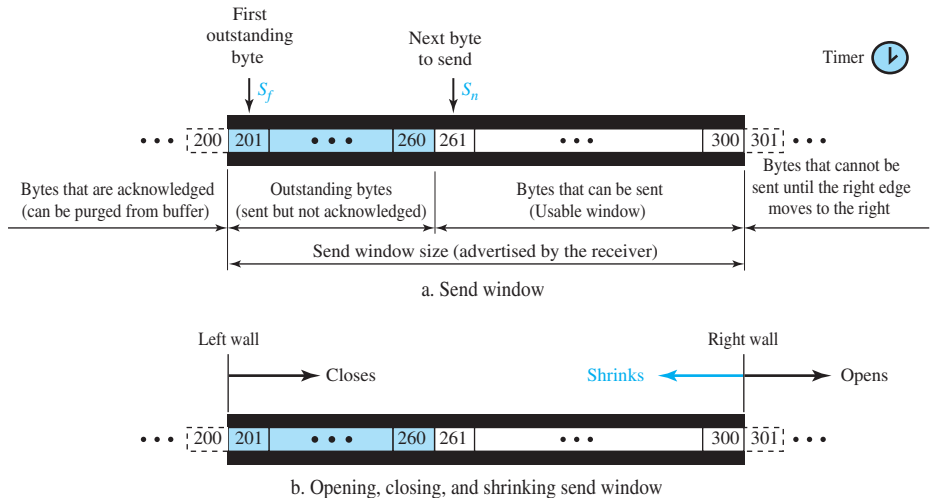 First
outstanding
byte
Next byte
to send
Timer
Sf
Sn
••• 200 201 ••• 260 261 ••• 300 301 •••
Bytes that are acknowledged
(can be purged from buffer)
Outstanding bytes
(sent but not acknowledged)
Bytes that can be sent
(Usable window)
Bytes that cannot be
sent until the right edge
moves to the right
Send window size (advertised by the receiver)
a. Send window
Left wall
Right wall
Closes
Shrinks
Opens
••• 200 201 ••• 260 261 ••• 300 301 •••
b. Opening, closing, and shrinking send window